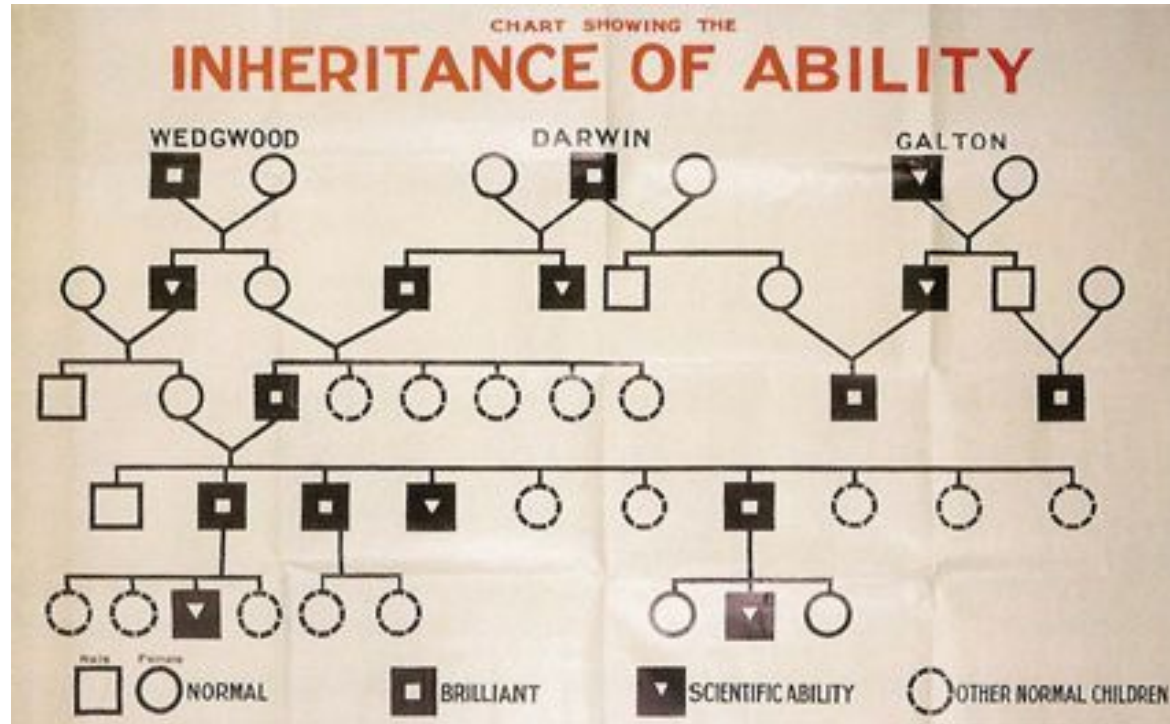 CHART SHOWING THE
INHERITANCE OF ABILITY
WEDGWOOD DARWIN GALTON
Male Female
NORMAL BRILLIANT SCIENTIFIC ABILITY OTHER NORMAL CHILDREN